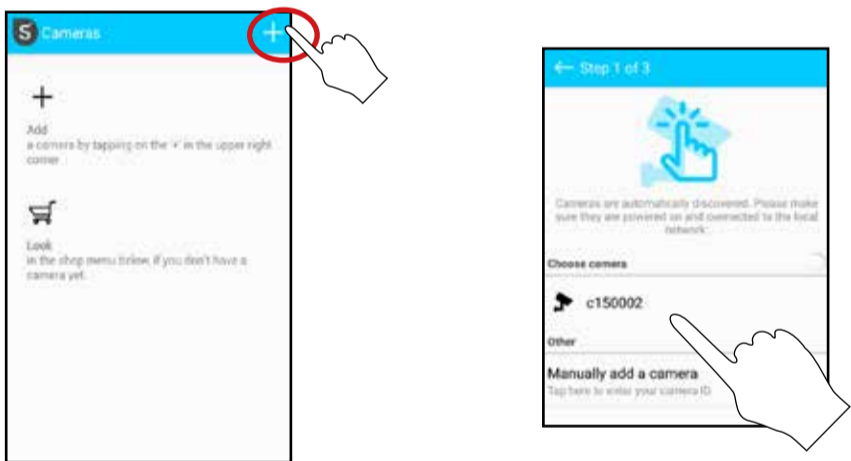 S Cameras
+
Add
a camera by tapping on the '+' in the upper right
corner
Look
in the shop menu below, if you don't have a
camera yet.
← Step 1 of 3
Cameras are automatically discovered. Please make
sure they are powered on and connected to the local
network.
Choose camera
c150002
Other
Manually add a camera
Tap here to enter your camera ID